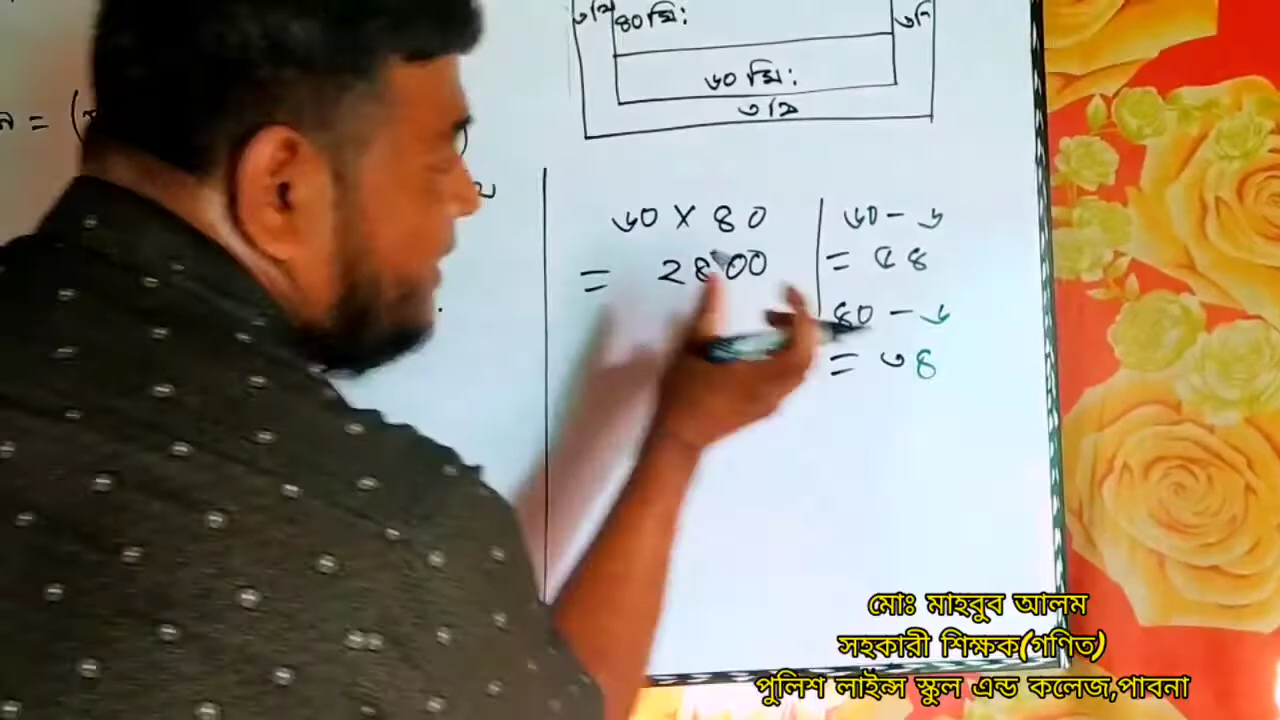 ৩মি ৪০মি: ৩মি
৬০ মি:
৩মি
= (
৬০ × ৪০
= ২৪০০
৬০ - ৬
= ৫৪
৪০ - ৬
= ৩৪
মোঃ মাহবুব আলম
সহকারী শিক্ষক(গণিত)
পুলিশ লাইন্স স্কুল এন্ড কলেজ,পাবনা